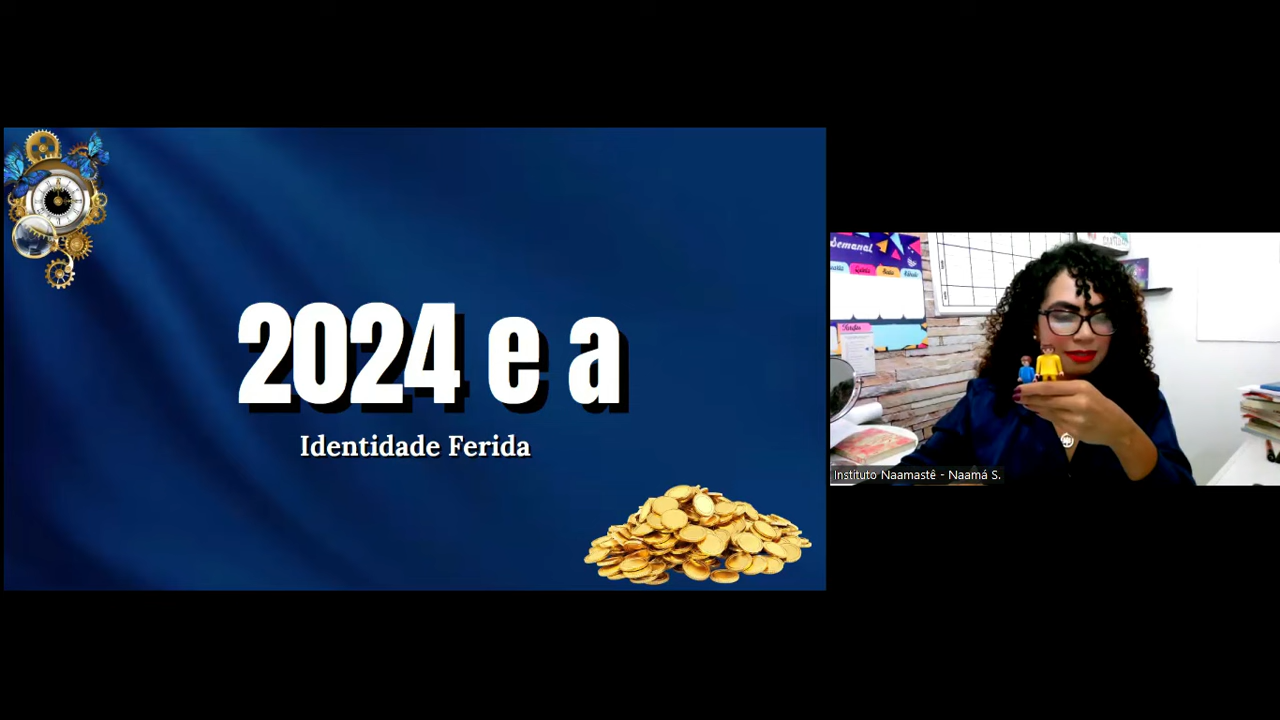 2024 e a
Identidade Ferida
Semanal
Instituto Naamastê - Naamá S.